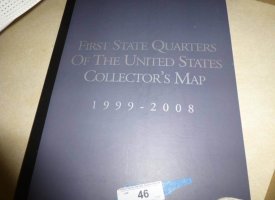 First State Quarters
Of The United States
Collector's Map
1999-2008
46